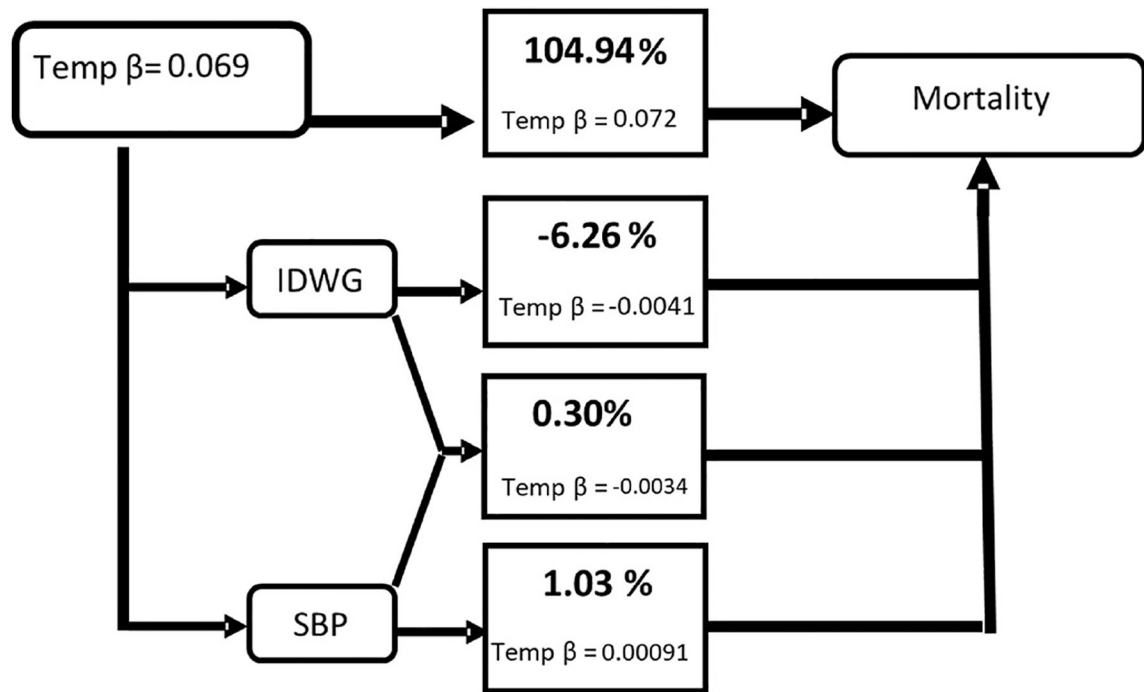 Temp β= 0.069
104.94%
Temp β = 0.072
Mortality
IDWG
-6.26 %
Temp β = -0.0041
0.30%
Temp β = -0.0034
SBP
1.03 %
Temp β = 0.00091